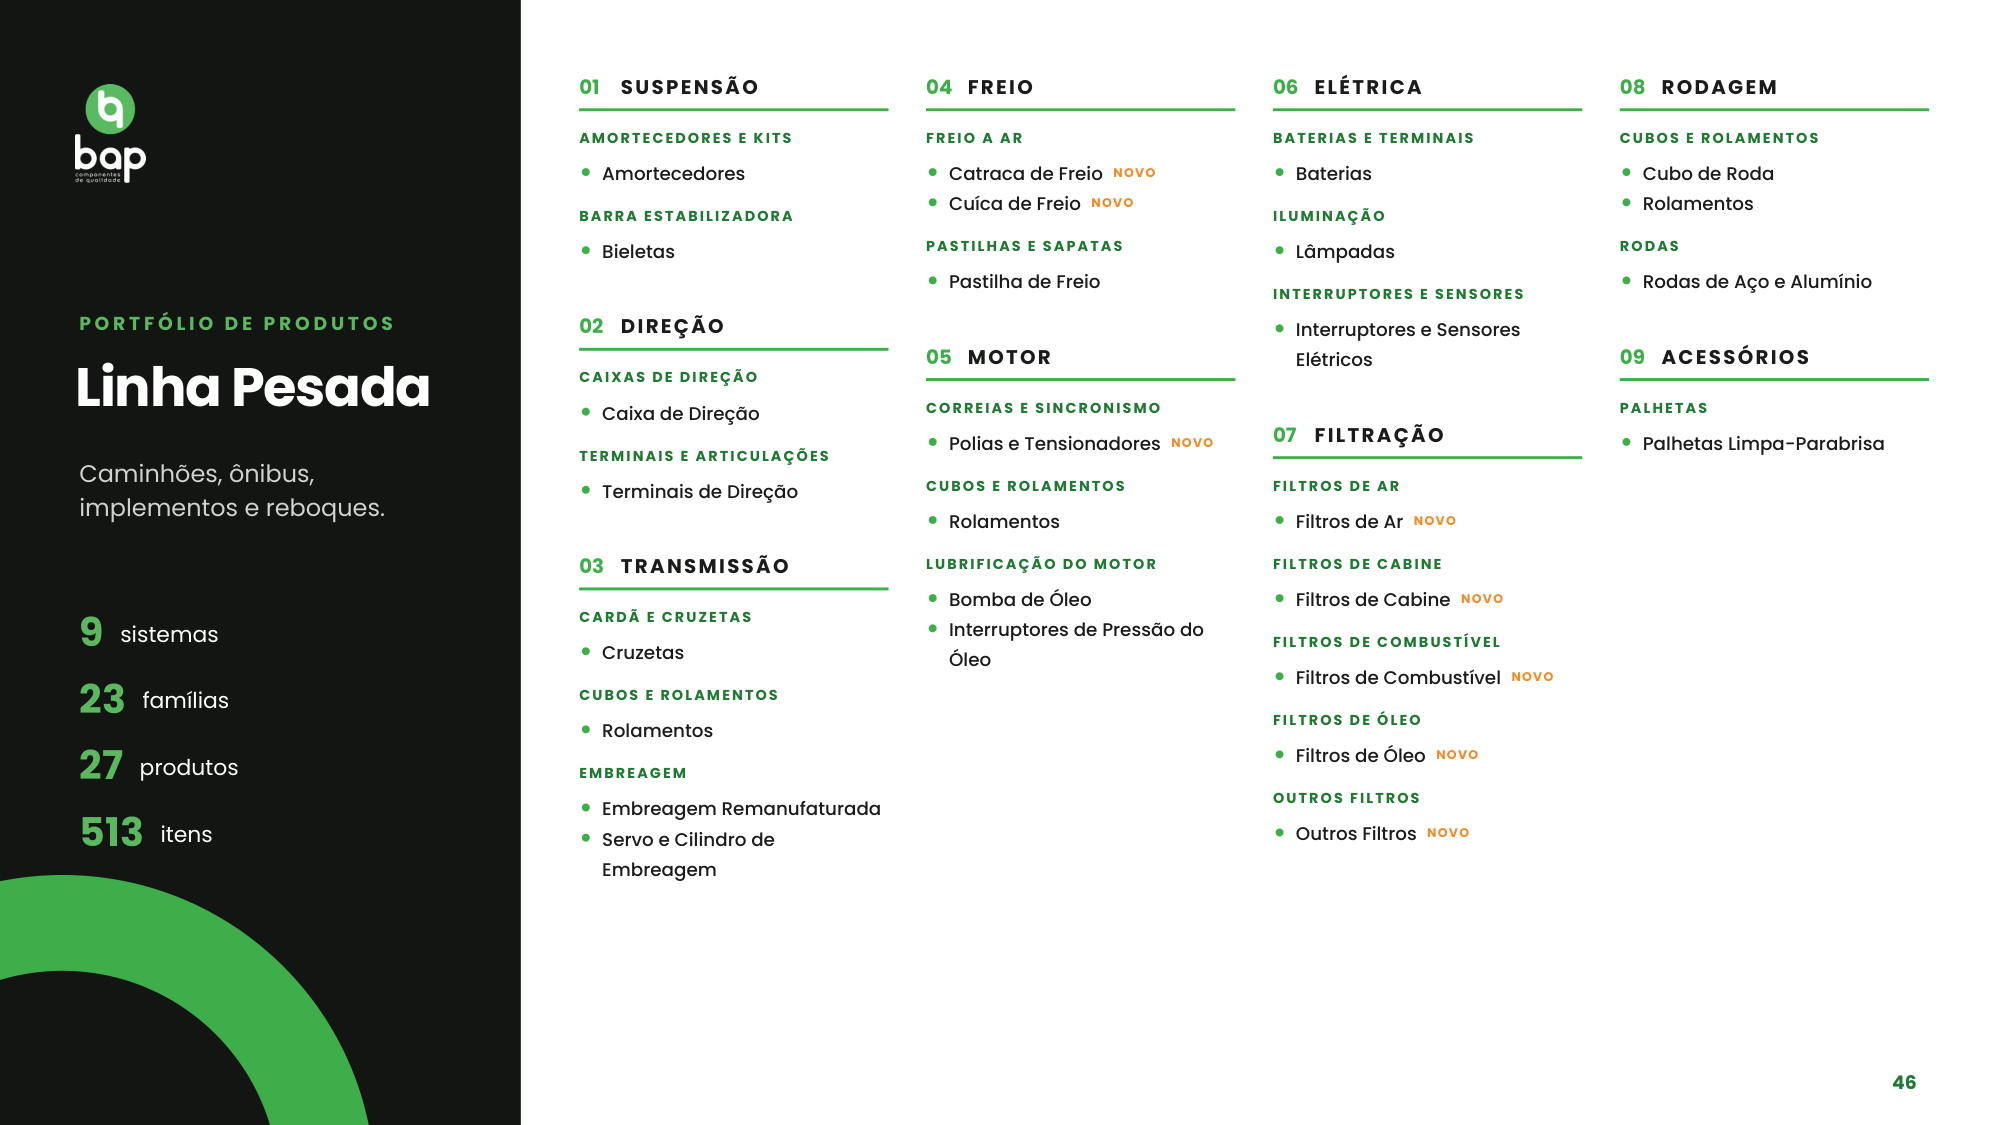 bap
componentes
de qualidade
PORTFÓLIO DE PRODUTOS
Linha Pesada
Caminhões, ônibus,
implementos e reboques.
9 sistemas
23 famílias
27 produtos
513 itens
01 SUSPENSÃO
AMORTECEDORES E KITS
• Amortecedores
BARRA ESTABILIZADORA
• Bieletas
02 DIREÇÃO
CAIXAS DE DIREÇÃO
• Caixa de Direção
TERMINAIS E ARTICULAÇÕES
• Terminais de Direção
03 TRANSMISSÃO
CARDÃ E CRUZETAS
• Cruzetas
CUBOS E ROLAMENTOS
• Rolamentos
EMBREAGEM
• Embreagem Remanufaturada
• Servo e Cilindro de
Embreagem
04 FREIO
FREIO A AR
• Catraca de Freio NOVO
• Cuíca de Freio NOVO
PASTILHAS E SAPATAS
• Pastilha de Freio
05 MOTOR
CORREIAS E SINCRONISMO
• Polias e Tensionadores NOVO
CUBOS E ROLAMENTOS
• Rolamentos
LUBRIFICAÇÃO DO MOTOR
• Bomba de Óleo
• Interruptores de Pressão do
Óleo
06 ELÉTRICA
BATERIAS E TERMINAIS
• Baterias
ILUMINAÇÃO
• Lâmpadas
INTERRUPTORES E SENSORES
• Interruptores e Sensores
Elétricos
07 FILTRAÇÃO
FILTROS DE AR
• Filtros de Ar NOVO
FILTROS DE CABINE
• Filtros de Cabine NOVO
FILTROS DE COMBUSTÍVEL
• Filtros de Combustível NOVO
FILTROS DE ÓLEO
• Filtros de Óleo NOVO
OUTROS FILTROS
• Outros Filtros NOVO
08 RODAGEM
CUBOS E ROLAMENTOS
• Cubo de Roda
• Rolamentos
RODAS
• Rodas de Aço e Alumínio
09 ACESSÓRIOS
PALHETAS
• Palhetas Limpa-Parabrisa
46